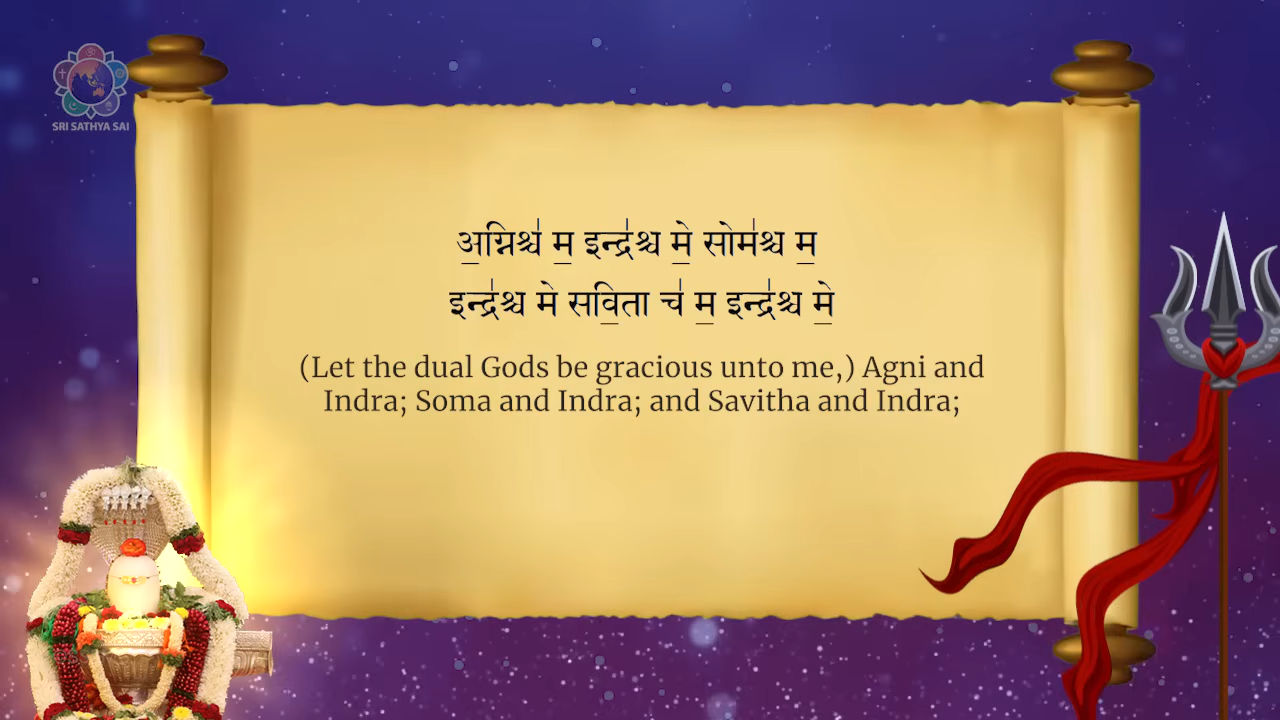 SRI SATHYA SAI
अ॒ग्निश्च॑ म॒ इन्द्र॑श्च मे॒ सोम॑श्च म॒
इन्द्र॑श्च मे सवि॒ता च॑ म॒ इन्द्र॑श्च मे॒
(Let the dual Gods be gracious unto me,) Agni and
Indra; Soma and Indra; and Savitha and Indra;